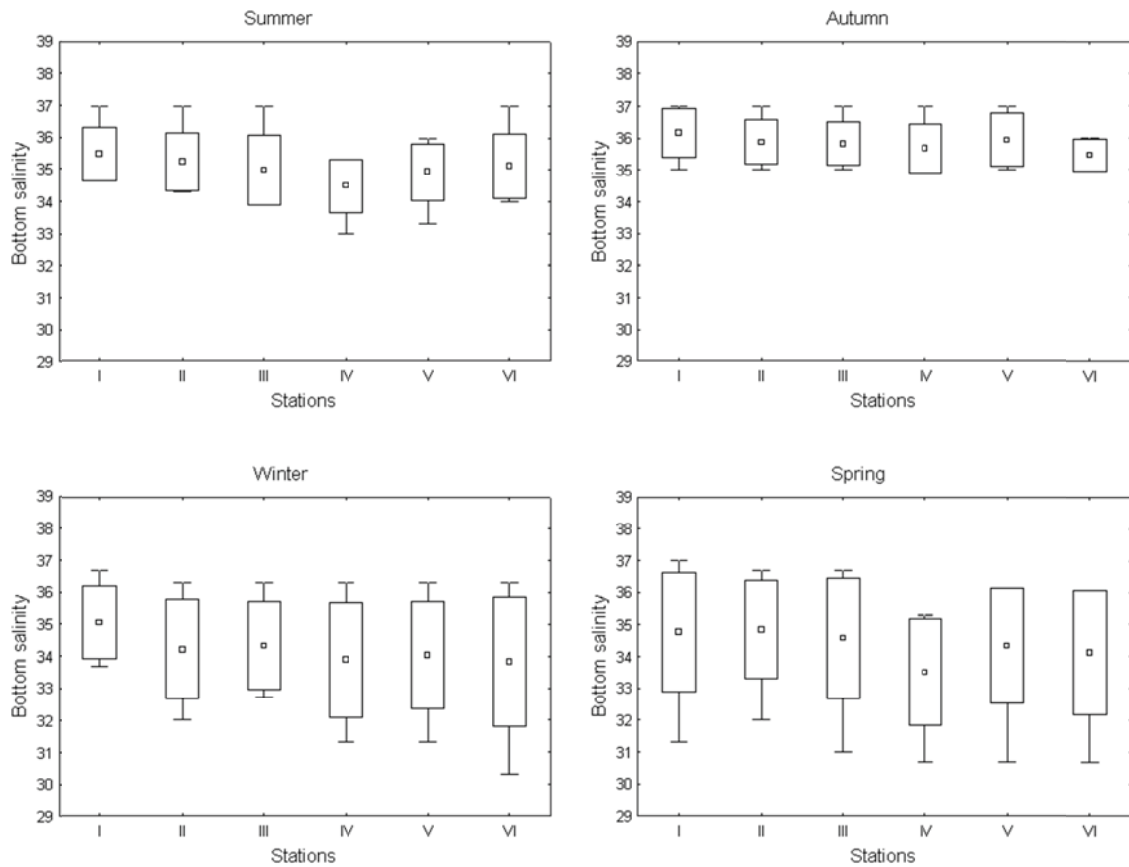 Summer
39
38
37
36
35
34
33
32
31
30
29
Bottom salinity
I II III IV V VI
Stations
Autumn
39
38
37
36
35
34
33
32
31
30
29
Bottom salinity
I II III IV V VI
Stations
Winter
39
38
37
36
35
34
33
32
31
30
29
Bottom salinity
I II III IV V VI
Stations
Spring
39
38
37
36
35
34
33
32
31
30
29
Bottom salinity
I II III IV V VI
Stations